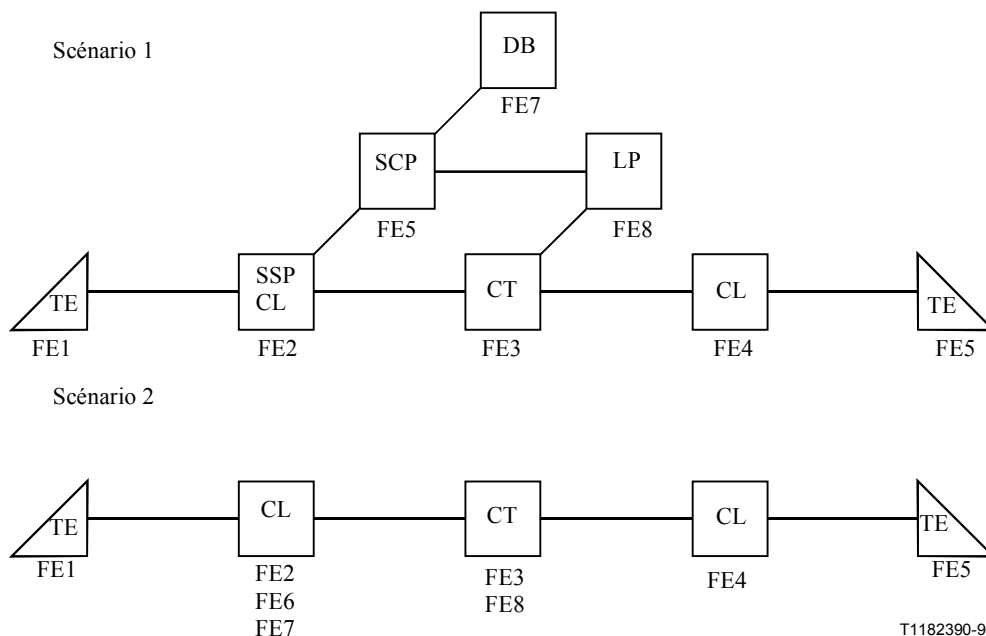 Scénario 1
DB
FE7
SCP
LP
FE5
FE8
TE
SSP
CL
CT
CL
TE
FE1
FE2
FE3
FE4
FE5
Scénario 2
TE
CL
CT
CL
TE
FE1
FE2
FE6
FE7
FE3
FE8
FE4
FE5
T1182390-9